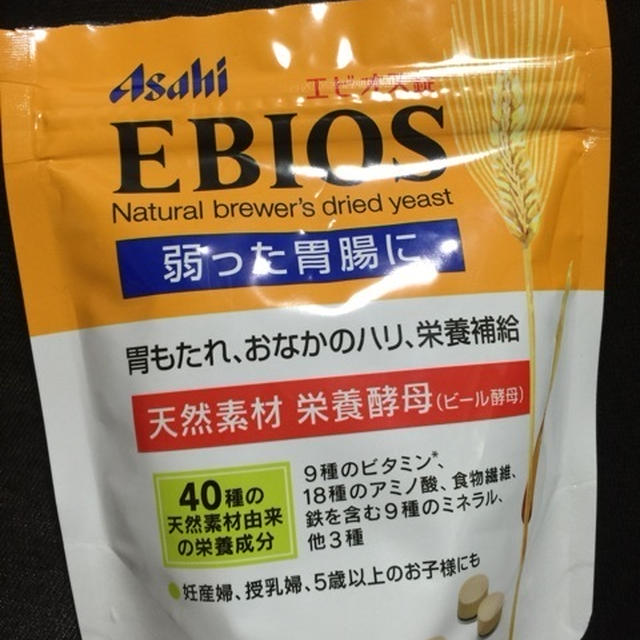 Asahi
エビオス錠
EBIOS
Natural brewer's dried yeast
弱った胃腸に
胃もたれ、おなかのハリ、栄養補給
天然素材 栄養酵母(ビール酵母)
40種の
天然素材由来
の栄養成分
9種のビタミン*、
18種のアミノ酸、食物繊維、
鉄を含む9種のミネラル、
他3種
●妊産婦、授乳婦、5歳以上のお子様にも